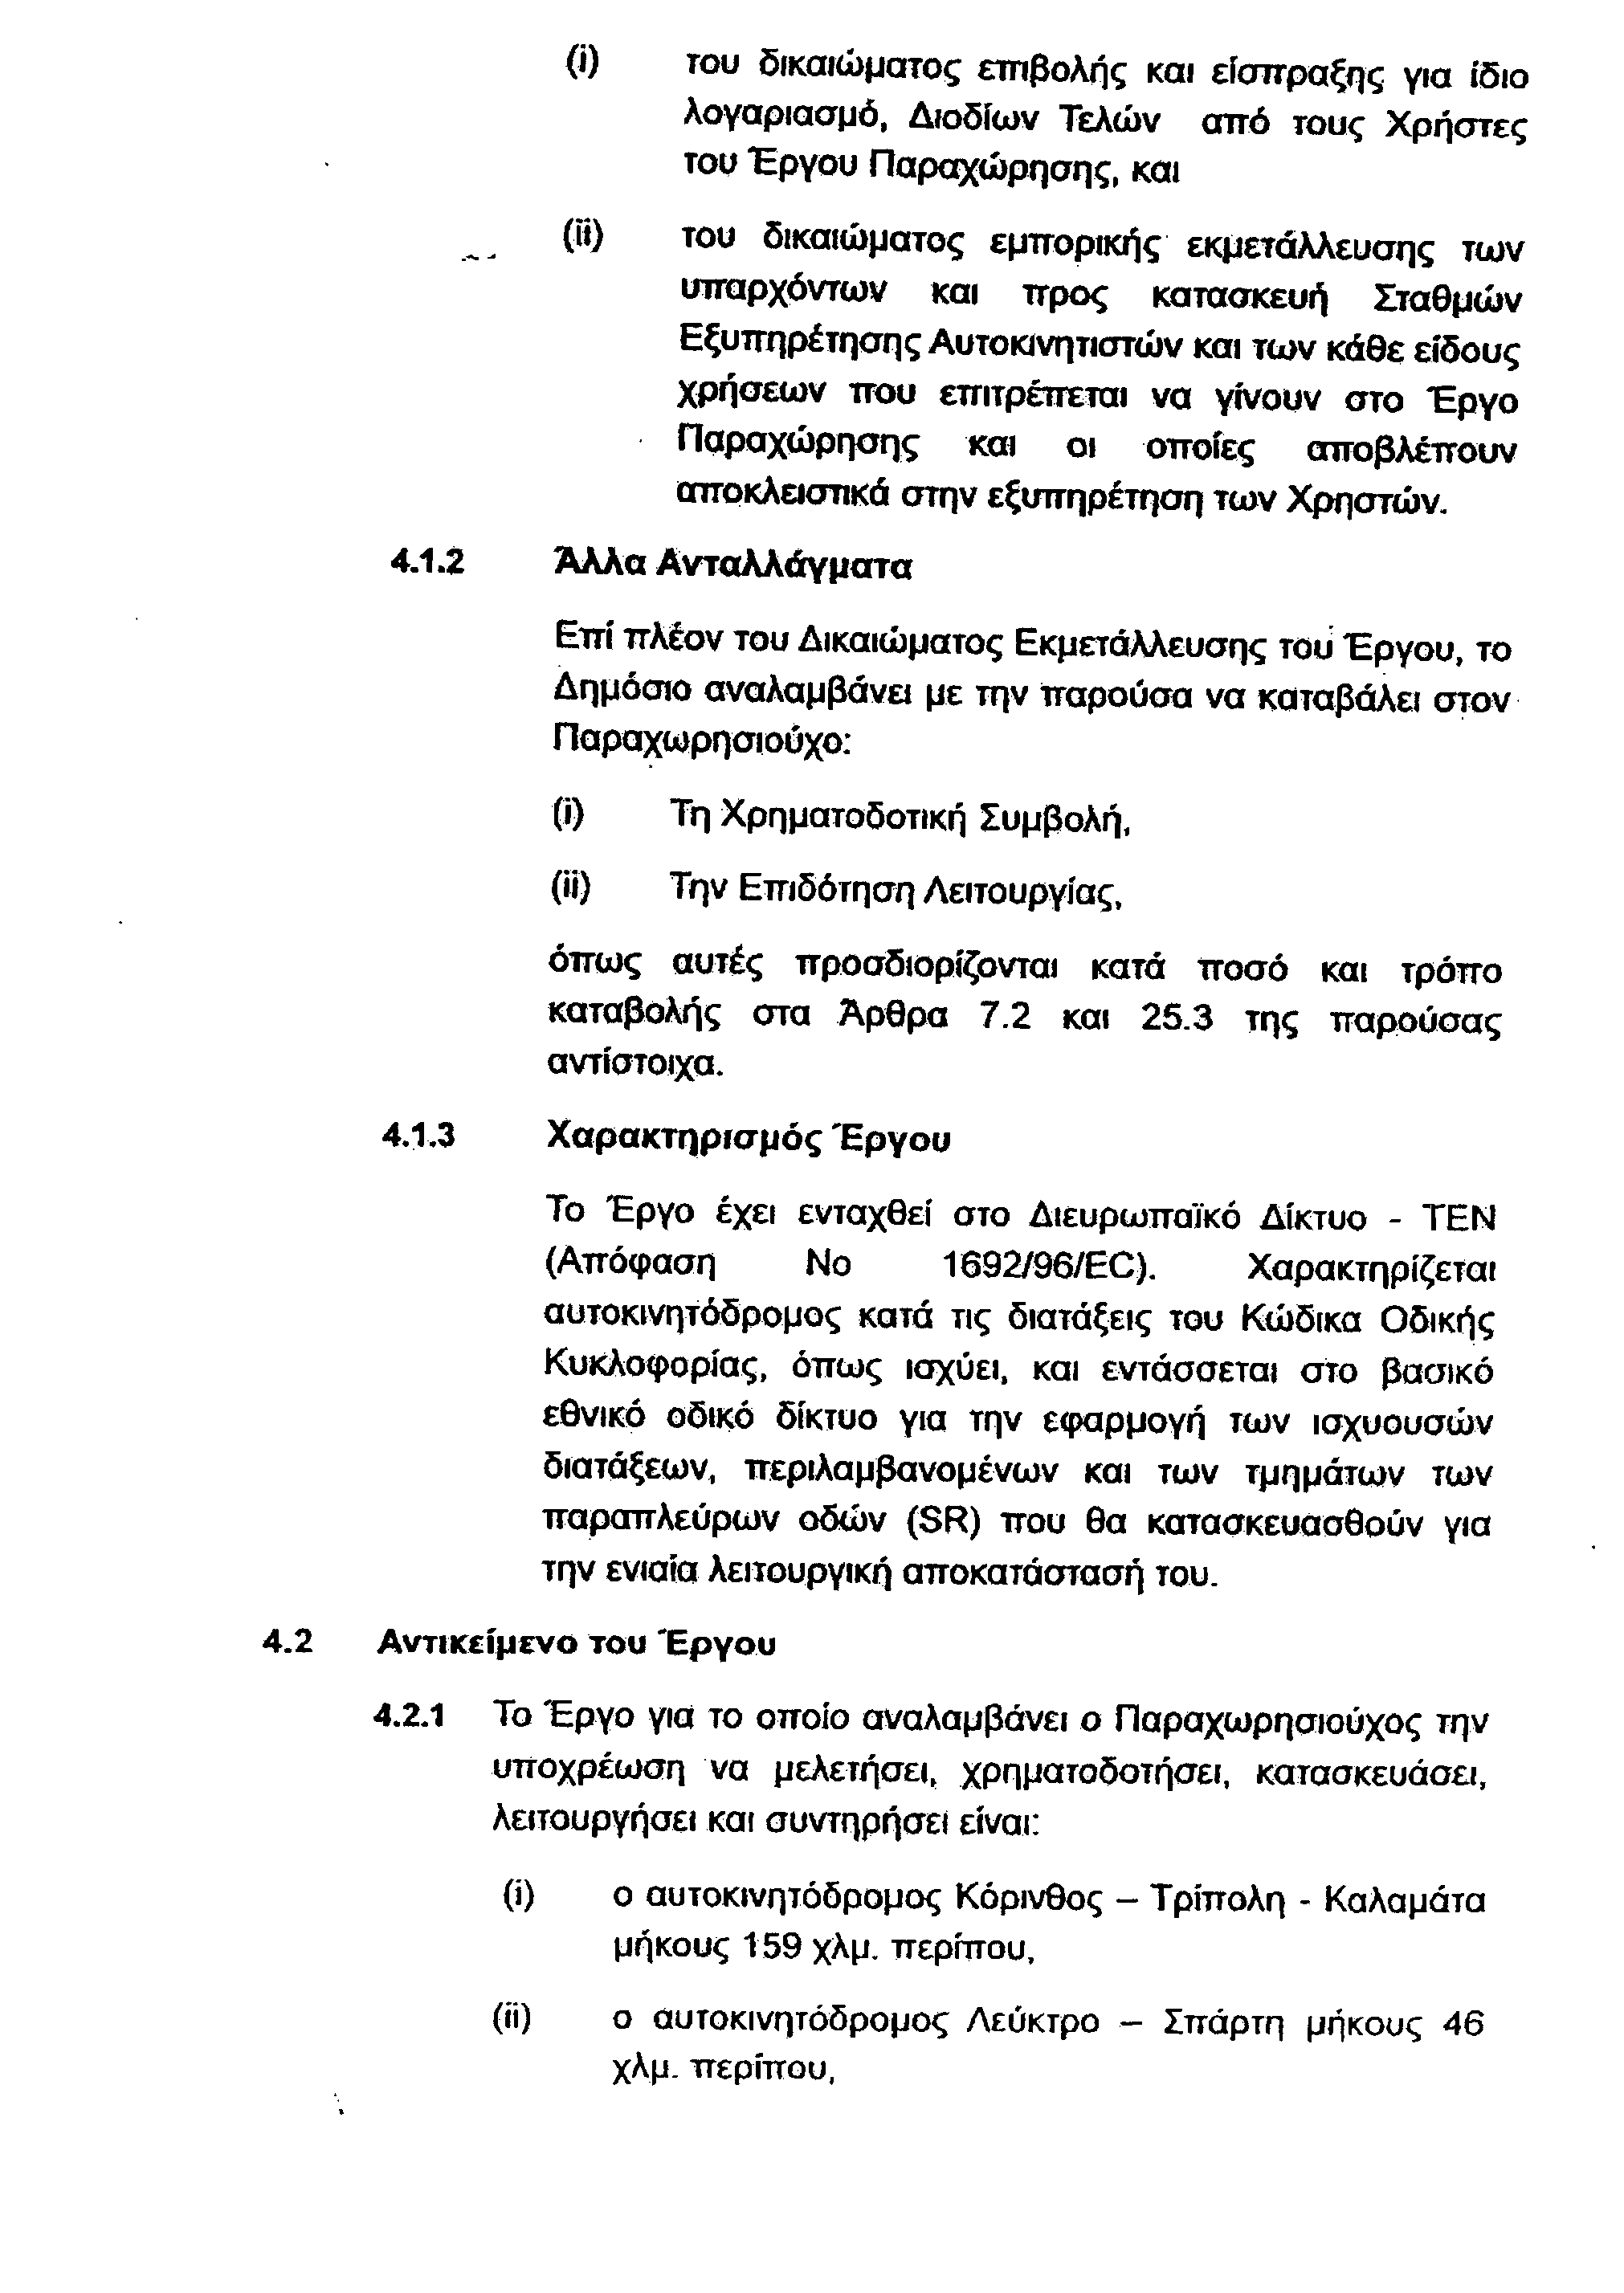 (i) του δικαιώματος επιβολής και είσπραξης για ίδιο
λογαριασμό, Διοδίων Τελών από τους Χρήστες
του Έργου Παραχώρησης, και
(ii) του δικαιώματος εμπορικής εκμετάλλευσης των
υπαρχόντων και προς κατασκευή Σταθμών
Εξυπηρέτησης Αυτοκινητιστών και των κάθε είδους
χρήσεων που επιτρέπεται να γίνουν στο Έργο
Παραχώρησης και οι οποίες αποβλέπουν
αποκλειστικά στην εξυπηρέτηση των Χρηστών.
4.1.2 Άλλα Ανταλλάγματα
Επί πλέον του Δικαιώματος Εκμετάλλευσης του Έργου, το
Δημόσιο αναλαμβάνει με την παρούσα να καταβάλει στον
Παραχωρησιούχο:
(i) Τη Χρηματοδοτική Συμβολή,
(ii) Την Επιδότηση Λειτουργίας,
όπως αυτές προσδιορίζονται κατά ποσό και τρόπο
καταβολής στα Άρθρα 7.2 και 25.3 της παρούσας
αντίστοιχα.
4.1.3 Χαρακτηρισμός Έργου
Το Έργο έχει ενταχθεί στο Διευρωπαϊκό Δίκτυο - TEN
(Απόφαση Νο 1692/96/EC). Χαρακτηρίζεται
αυτοκινητόδρομος κατά τις διατάξεις του Κώδικα Οδικής
Κυκλοφορίας, όπως ισχύει, και εντάσσεται στο βασικό
εθνικό οδικό δίκτυο για την εφαρμογή των ισχυουσών
διατάξεων, περιλαμβανομένων και των τμημάτων των
παραπλεύρων οδών (SR) που θα κατασκευασθούν για
την ενιαία λειτουργική αποκατάστασή του.
4.2 Αντικείμενο του Έργου
4.2.1 Το Έργο για το οποίο αναλαμβάνει ο Παραχωρησιούχος την
υποχρέωση να μελετήσει, χρηματοδοτήσει, κατασκευάσει,
λειτουργήσει και συντηρήσει είναι:
(i) ο αυτοκινητόδρομος Κόρινθος – Τρίπολη - Καλαμάτα
μήκους 159 χλμ. περίπου,
(ii) ο αυτοκινητόδρομος Λεύκτρο – Σπάρτη μήκους 46
χλμ. περίπου,